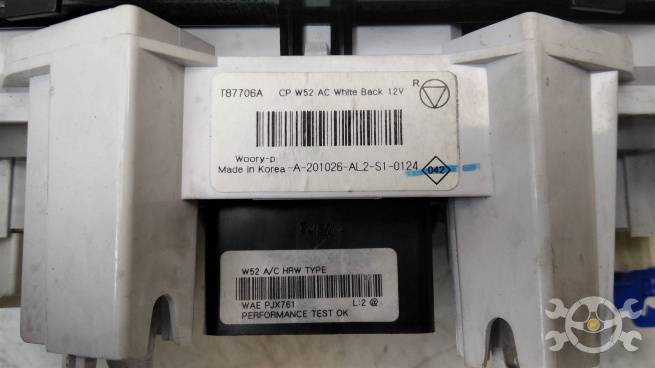 T87706A CP W52 AC White Back 12V R
Woory-p
Made in Korea -A-201026-AL2-S1-0124 042
W52 A/C HRW TYPE
WAE PJX761 L:2 @
PERFORMANCE TEST OK